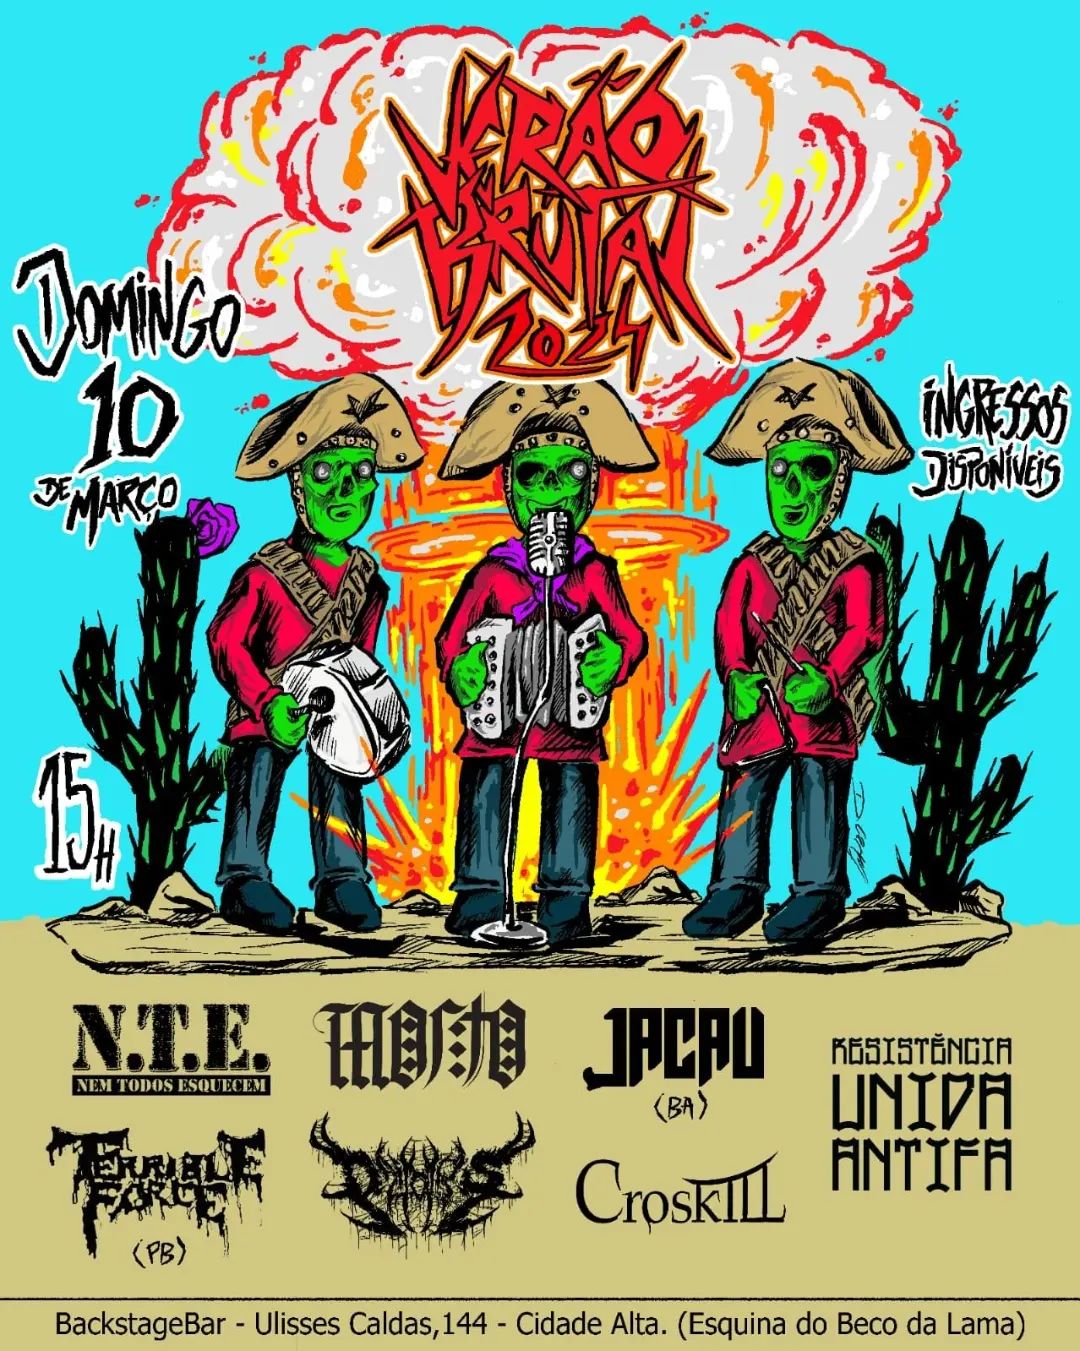 VERÃO
BRUTAL
2024
DOMINGO
10
DE MARÇO
INGRESSOS
DISPONÍVEIS
15H
N.T.E.
NEM TODOS ESQUECEM
MORTO
JACAU
(BA)
RESISTÊNCIA
UNIDA
ANTIFA
TERRIBLE
FORCE
(PB)
CROSKILL
BackstageBar - Ulisses Caldas,144 - Cidade Alta. (Esquina do Beco da Lama)